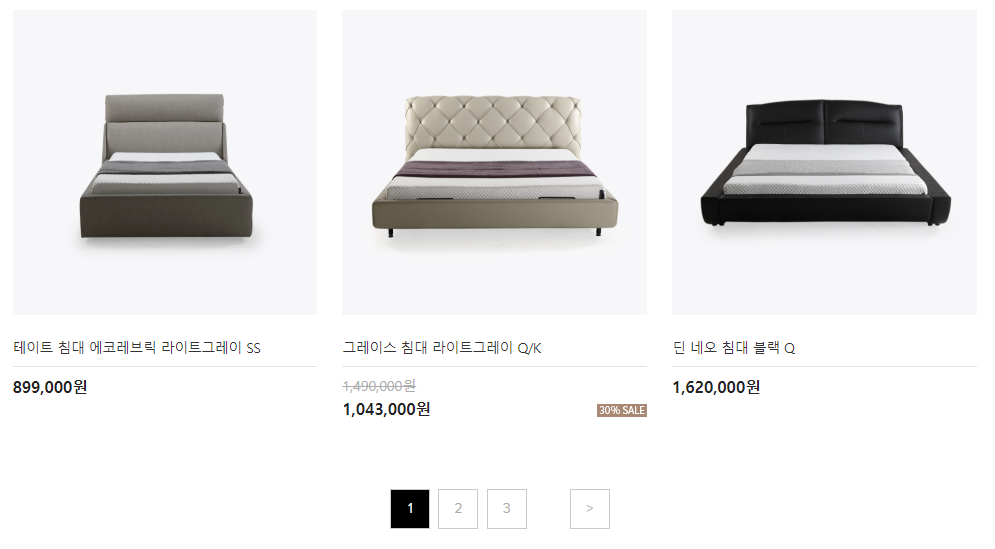 테이트 침대 에코레브릭 라이트그레이 SS
899,000원
그레이스 침대 라이트그레이 Q/K
1,490,000원
1,043,000원
30% SALE
딘 네오 침대 블랙 Q
1,620,000원
1 2 3 >